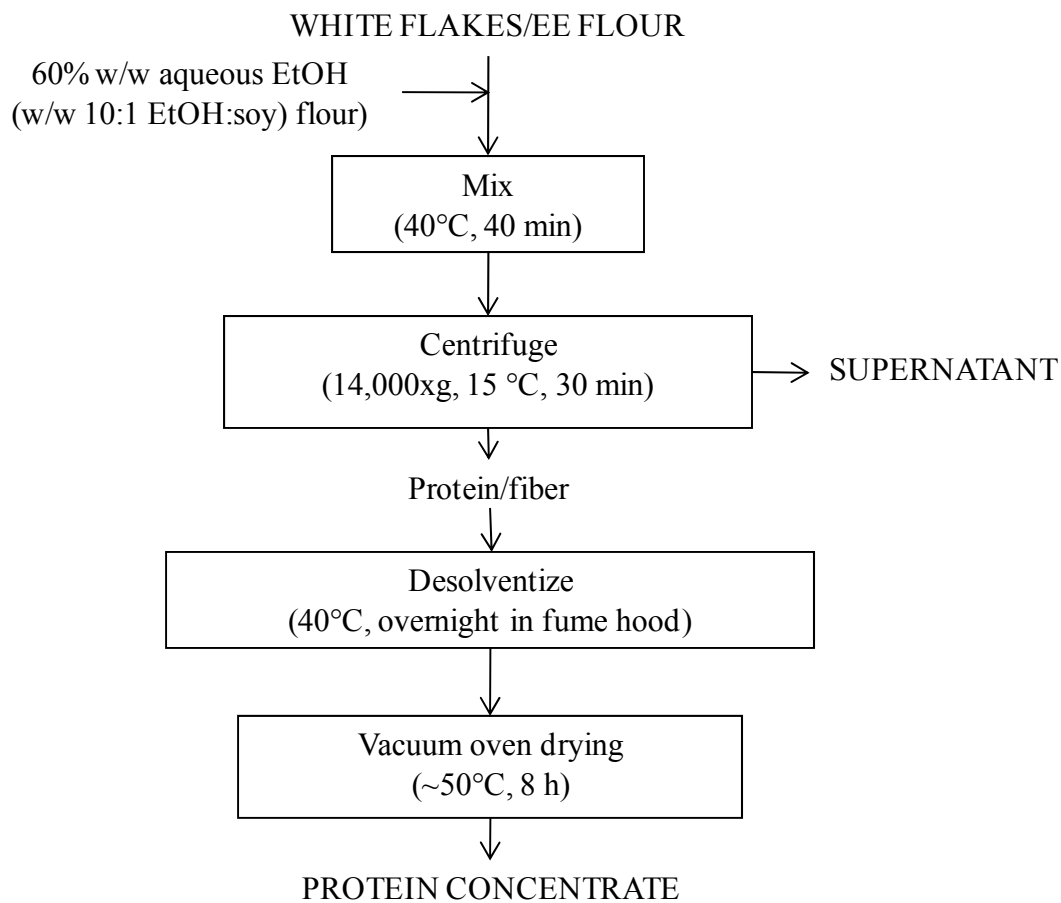 WHITE FLAKES/EE FLOUR
60% w/w aqueous EtOH
(w/w 10:1 EtOH:soy) flour)
Mix
(40°C, 40 min)
Centrifuge
(14,000xg, 15 °C, 30 min)
SUPERNATANT
Protein/fiber
Desolventize
(40°C, overnight in fume hood)
Vacuum oven drying
(~50°C, 8 h)
PROTEIN CONCENTRATE